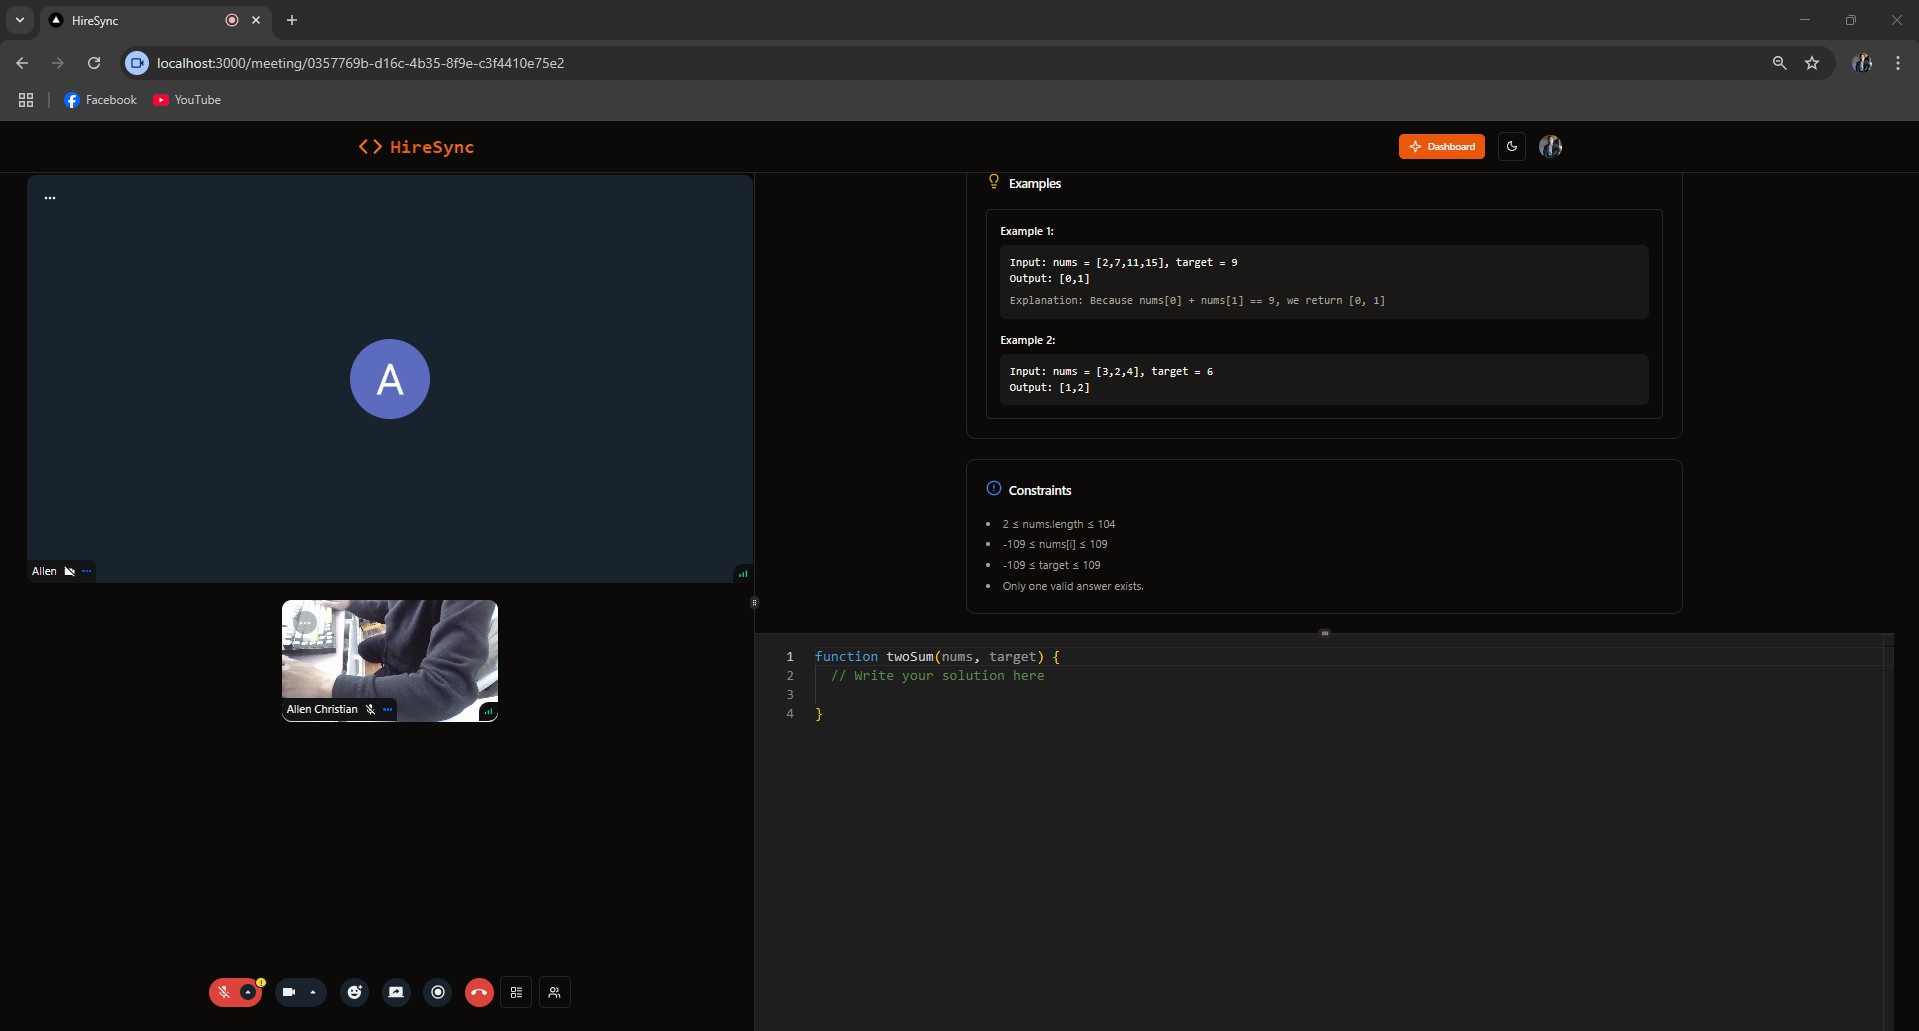 HireSync
localhost:3000/meeting/0357769b-d16c-4b35-8f9e-c3f4410e75e2
Facebook
YouTube
HireSync
Dashboard
A
Allen
Allen Christian
Examples
Example 1:
Input: nums = [2,7,11,15], target = 9
Output: [0,1]
Explanation: Because nums[0] + nums[1] == 9, we return [0, 1]
Example 2:
Input: nums = [3,2,4], target = 6
Output: [1,2]
Constraints
• 2 ≤ nums.length ≤ 104
• -109 ≤ nums[i] ≤ 109
• -109 ≤ target ≤ 109
• Only one valid answer exists.
1 function twoSum(nums, target) {
2 // Write your solution here
3
4 }